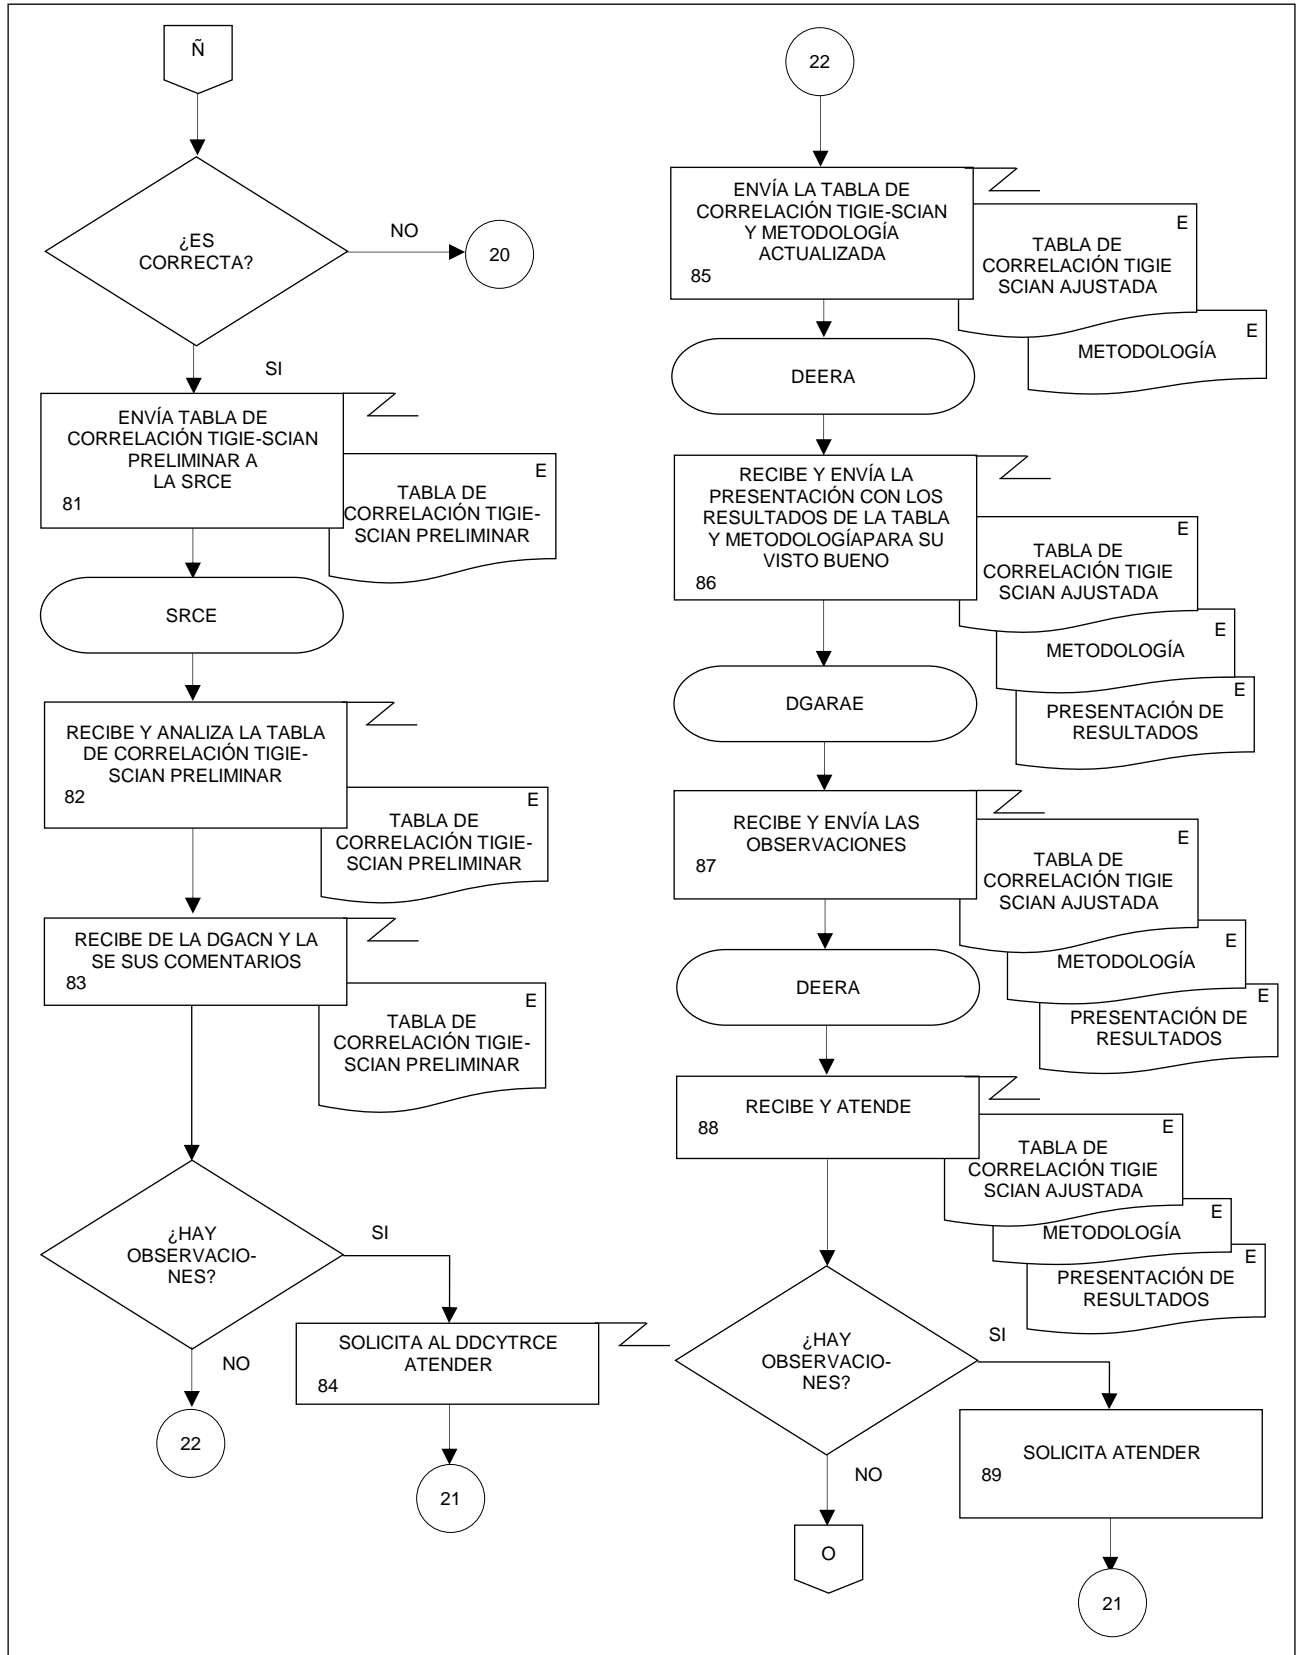 Ñ
¿ES
CORRECTA?
NO
20
SI
ENVÍA TABLA DE
CORRELACIÓN TIGIE-SCIAN
PRELIMINAR A
LA SRCE
81
E
TABLA DE
CORRELACIÓN TIGIE-
SCIAN PRELIMINAR
SRCE
RECIBE Y ANALIZA LA TABLA
DE CORRELACIÓN TIGIE-
SCIAN PRELIMINAR
82
E
TABLA DE
CORRELACIÓN TIGIE-
SCIAN PRELIMINAR
RECIBE DE LA DGACN Y LA
SE SUS COMENTARIOS
83
E
TABLA DE
CORRELACIÓN TIGIE-
SCIAN PRELIMINAR
¿HAY
OBSERVACIO-
NES?
SI
NO
22
SOLICITA AL DDCYTRCE
ATENDER
84
21
22
ENVÍA LA TABLA DE
CORRELACIÓN TIGIE-SCIAN
Y METODOLOGÍA
ACTUALIZADA
85
E
TABLA DE
CORRELACIÓN TIGIE
SCIAN AJUSTADA
E
METODOLOGÍA
DEERA
RECIBE Y ENVÍA LA
PRESENTACIÓN CON LOS
RESULTADOS DE LA TABLA
Y METODOLOGÍAPARA SU
VISTO BUENO
86
E
TABLA DE
CORRELACIÓN TIGIE
SCIAN AJUSTADA
E
METODOLOGÍA
E
PRESENTACIÓN DE
RESULTADOS
DGARAE
RECIBE Y ENVÍA LAS
OBSERVACIONES
87
E
TABLA DE
CORRELACIÓN TIGIE
SCIAN AJUSTADA
E
METODOLOGÍA
E
PRESENTACIÓN DE
RESULTADOS
DEERA
RECIBE Y ATENDE
88
E
TABLA DE
CORRELACIÓN TIGIE
SCIAN AJUSTADA
E
METODOLOGÍA
E
PRESENTACIÓN DE
RESULTADOS
¿HAY
OBSERVACIO-
NES?
SI
NO
O
SOLICITA ATENDER
89
21